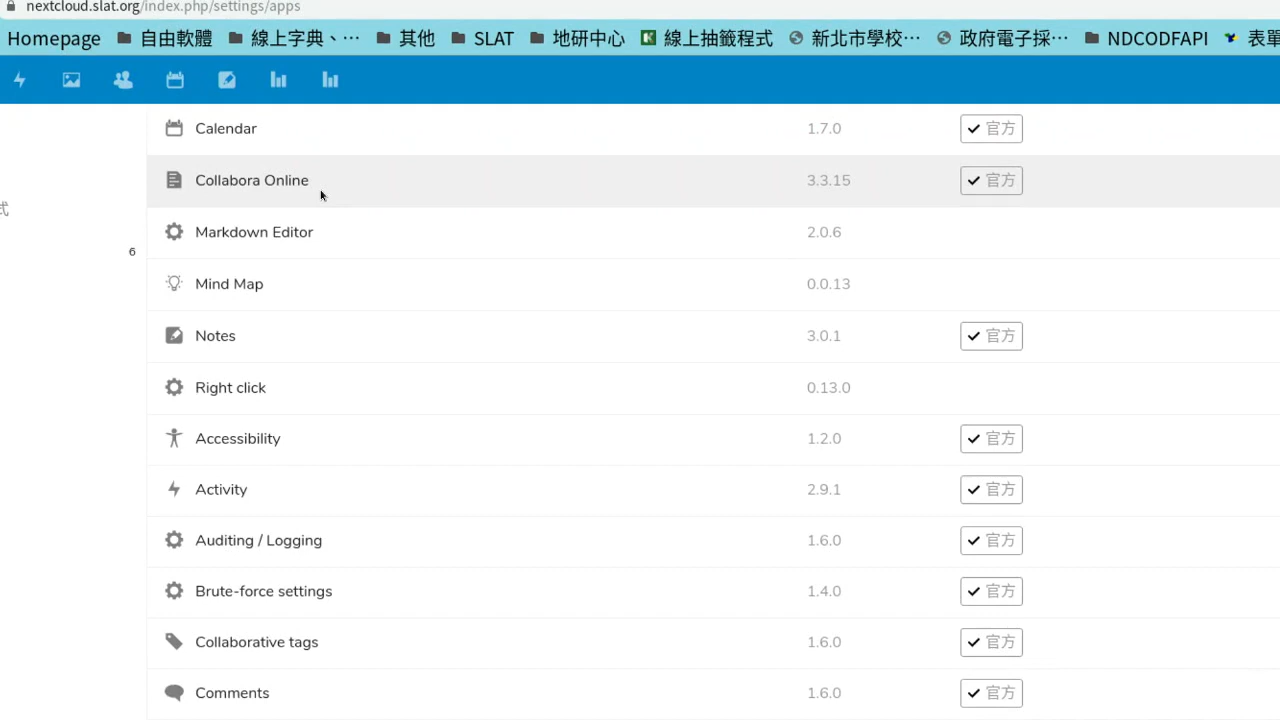 nextcloud.slat.org/index.php/settings/apps
Homepage 自由軟體 線上字典、… 其他 SLAT 地研中心 線上抽籤程式 新北市學校… 政府電子採… NDCODFAPI 表單
Calendar 1.7.0 官方
Collabora Online 3.3.15 官方
式
Markdown Editor 2.0.6
6
Mind Map 0.0.13
Notes 3.0.1 官方
Right click 0.13.0
Accessibility 1.2.0 官方
Activity 2.9.1 官方
Auditing / Logging 1.6.0 官方
Brute-force settings 1.4.0 官方
Collaborative tags 1.6.0 官方
Comments 1.6.0 官方